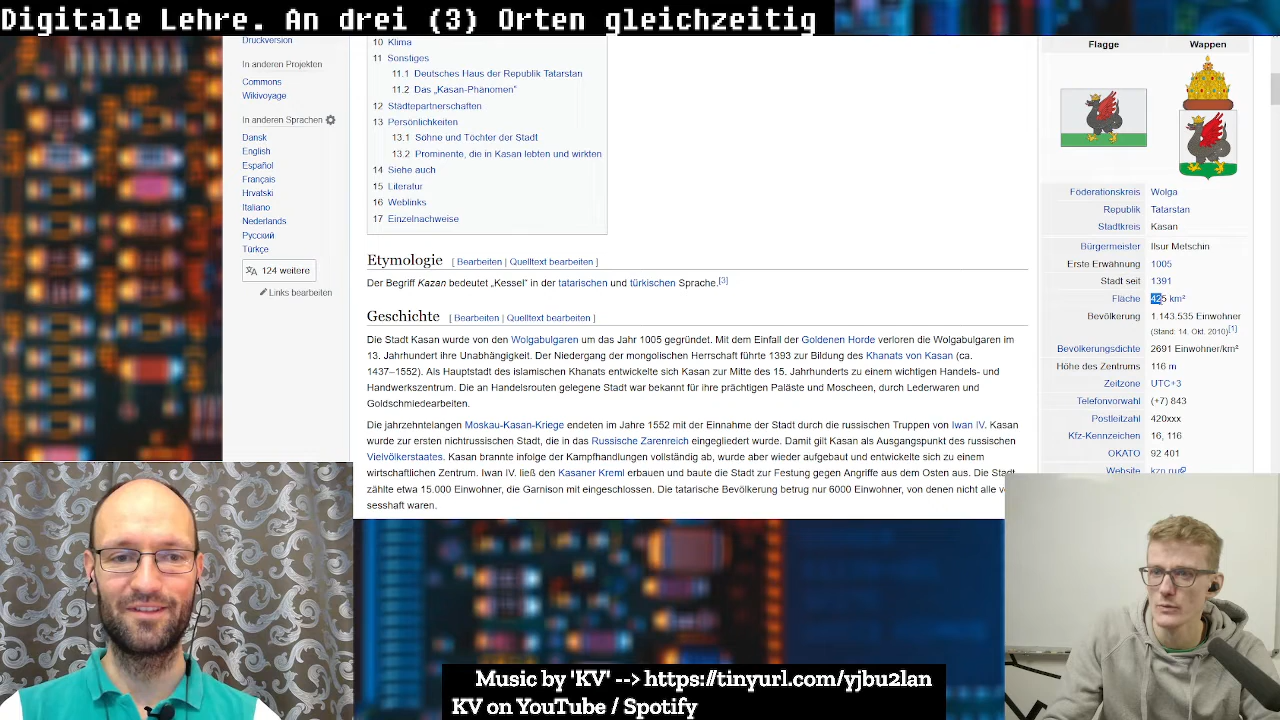 Digitale Lehre. An drei (3) Orten gleichzeitig
Druckversion
In anderen Projekten
Commons
Wikivoyage
In anderen Sprachen
Dansk
English
Español
Français
Hrvatski
Italiano
Nederlands
Русский
Türkçe
124 weitere
Links bearbeiten
10 Klima
11 Sonstiges
11.1 Deutsches Haus der Republik Tatarstan
11.2 Das „Kasan-Phänomen“
12 Städtepartnerschaften
13 Persönlichkeiten
13.1 Söhne und Töchter der Stadt
13.2 Prominente, die in Kasan lebten und wirkten
14 Siehe auch
15 Literatur
16 Weblinks
17 Einzelnachweise
Etymologie [ Bearbeiten | Quelltext bearbeiten ]
Der Begriff Kazan bedeutet „Kessel“ in der tatarischen und türkischen Sprache.[3]
Geschichte [ Bearbeiten | Quelltext bearbeiten ]
Die Stadt Kasan wurde von den Wolgabulgaren um das Jahr 1005 gegründet. Mit dem Einfall der Goldenen Horde verloren die Wolgabulgaren im
13. Jahrhundert ihre Unabhängigkeit. Der Niedergang der mongolischen Herrschaft führte 1393 zur Bildung des Khanats von Kasan (ca.
1437–1552). Als Hauptstadt des islamischen Khanats entwickelte sich Kasan zur Mitte des 15. Jahrhunderts zu einem wichtigen Handels- und
Handwerkszentrum. Die an Handelsrouten gelegene Stadt war bekannt für ihre prächtigen Paläste und Moscheen, durch Lederwaren und
Goldschmiedearbeiten.
Die jahrzehntelangen Moskau-Kasan-Kriege endeten im Jahre 1552 mit der Einnahme der Stadt durch die russischen Truppen von Iwan IV. Kasan
wurde zur ersten nichtrussischen Stadt, die in das Russische Zarenreich eingegliedert wurde. Damit gilt Kasan als Ausgangspunkt des russischen
Vielvölkerstaates. Kasan brannte infolge der Kampfhandlungen vollständig ab, wurde aber wieder aufgebaut und entwickelte sich zu einem
wirtschaftlichen Zentrum. Iwan IV. ließ den Kasaner Kreml erbauen und baute die Stadt zur Festung gegen Angriffe aus dem Osten aus. Die Stadt
zählte etwa 15.000 Einwohner, die Garnison mit eingeschlossen. Die tatarische Bevölkerung betrug nur 6000 Einwohner, von denen nicht alle
sesshaft waren.
Flagge Wappen
Föderationskreis Wolga
Republik Tatarstan
Stadtkreis Kasan
Bürgermeister Ilsur Metschin
Erste Erwähnung 1005
Stadt seit 1391
Fläche 425 km²
Bevölkerung 1.143.535 Einwohner
(Stand: 14. Okt. 2010)[1]
Bevölkerungsdichte 2691 Einwohner/km²
Höhe des Zentrums 116 m
Zeitzone UTC+3
Telefonvorwahl (+7) 843
Postleitzahl 420xxx
Kfz-Kennzeichen 16, 116
OKATO 92 401
Website kzn.ru
Music by 'KV' --> https://tinyurl.com/yjbu2lan
KV on YouTube / Spotify